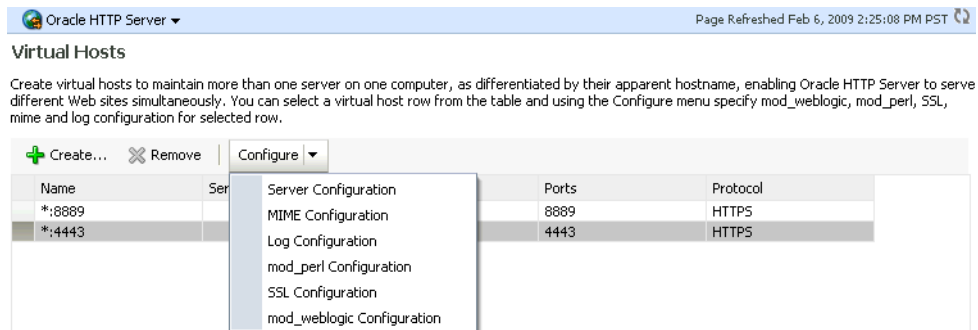 Oracle HTTP Server
Page Refreshed Feb 6, 2009 2:25:08 PM PST
Virtual Hosts
Create virtual hosts to maintain more than one server on one computer, as differentiated by their apparent hostname, enabling Oracle HTTP Server to serve
different Web sites simultaneously. You can select a virtual host row from the table and using the Configure menu specify mod_weblogic, mod_perl, SSL,
mime and log configuration for selected row.
Create... Remove Configure
Name Ser Ports Protocol
*:8889 8889 HTTPS
*:4443 4443 HTTPS
Server Configuration
MIME Configuration
Log Configuration
mod_perl Configuration
SSL Configuration
mod_weblogic Configuration